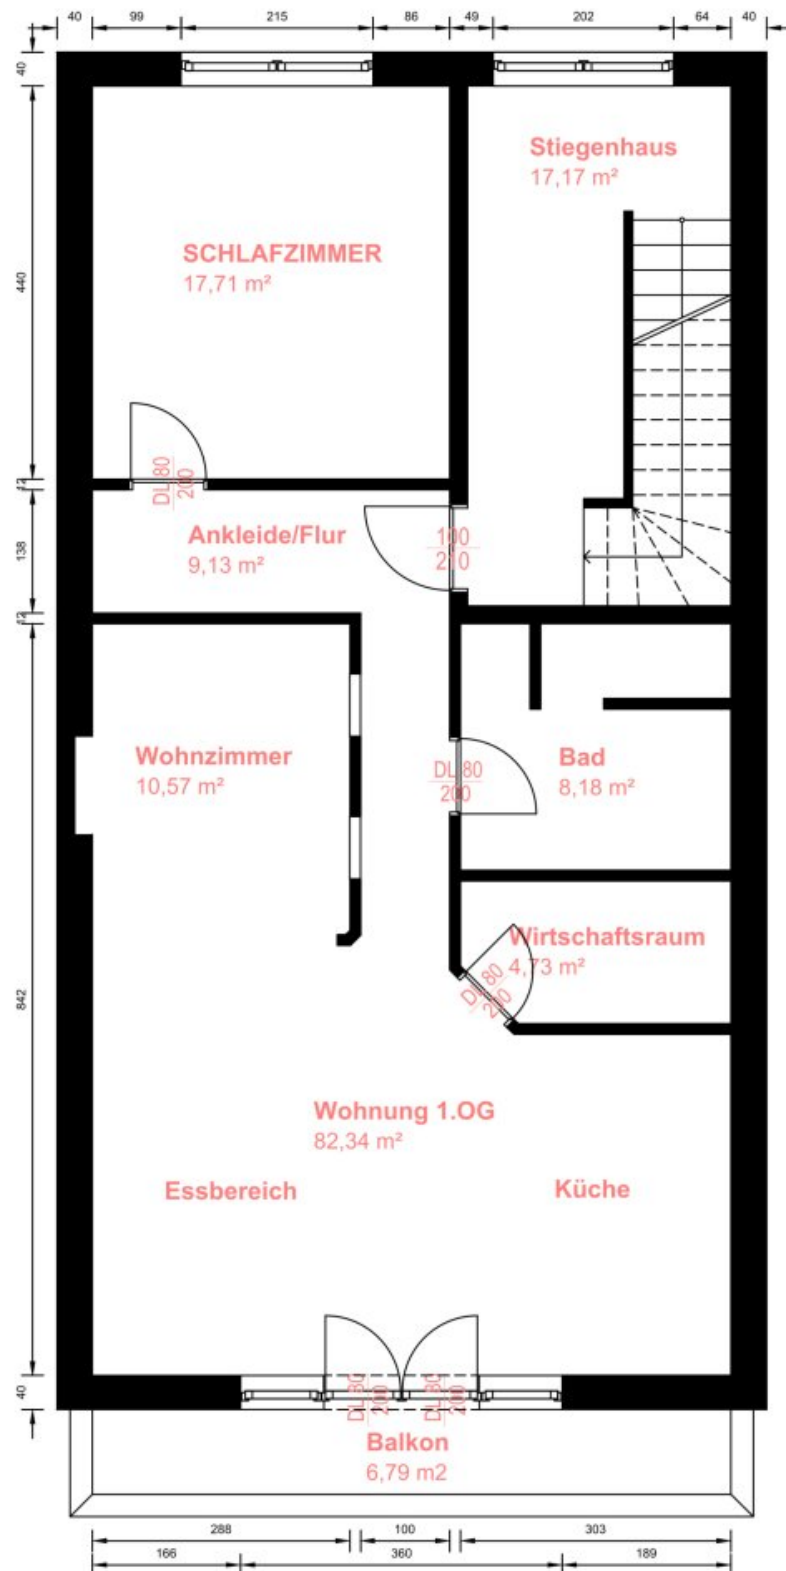 40 99 215 86 49 202 64 40
40
Stiegenhaus
17,17 m²
SCHLAFZIMMER
17,71 m²
440
DL 80
200
12
Ankleide/Flur
9,13 m²
100
210
138
12
Wohnzimmer
10,57 m²
DL 80
200
Bad
8,18 m²
Wirtschaftsraum
4,73 m²
DL 80
200
842
Wohnung 1.OG
82,34 m²
Essbereich
Küche
40
DL 80
200
DL 80
200
Balkon
6,79 m2
288 100 303
166 360 189